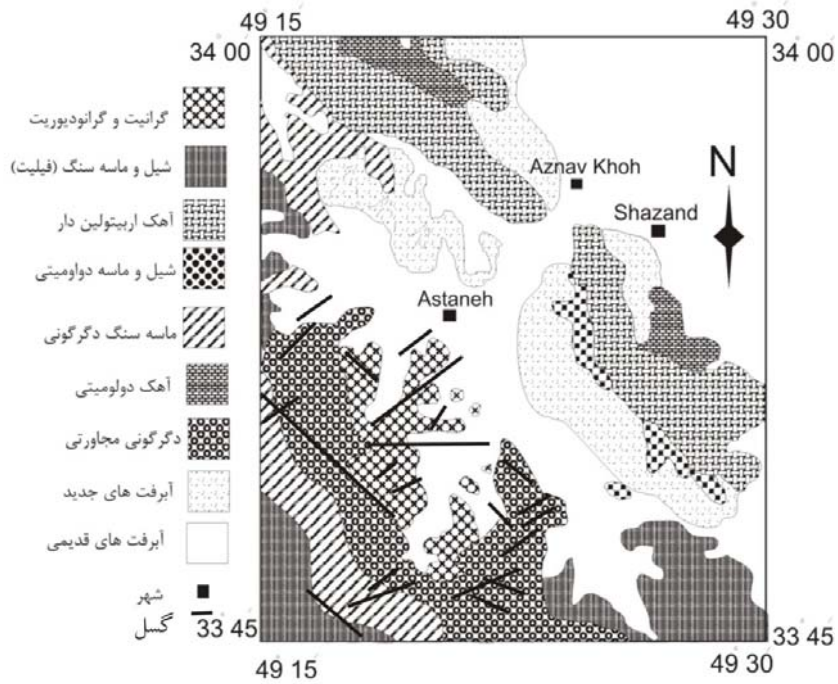 49 15
49 30
34 00
34 00
گرانیت و گرانودیوریت
شیل و ماسه سنگ (فیلیت)
آهک اربیتولین دار
شیل و ماسه دواومیتی
ماسه سنگ دگرگونی
آهک دولومیتی
دگرگونی مجاورتی
آبرفت های جدید
آبرفت های قدیمی
شهر
گسل
Aznav Khoh
N
Shazand
Astaneh
33 45
33 45
49 15
49 30